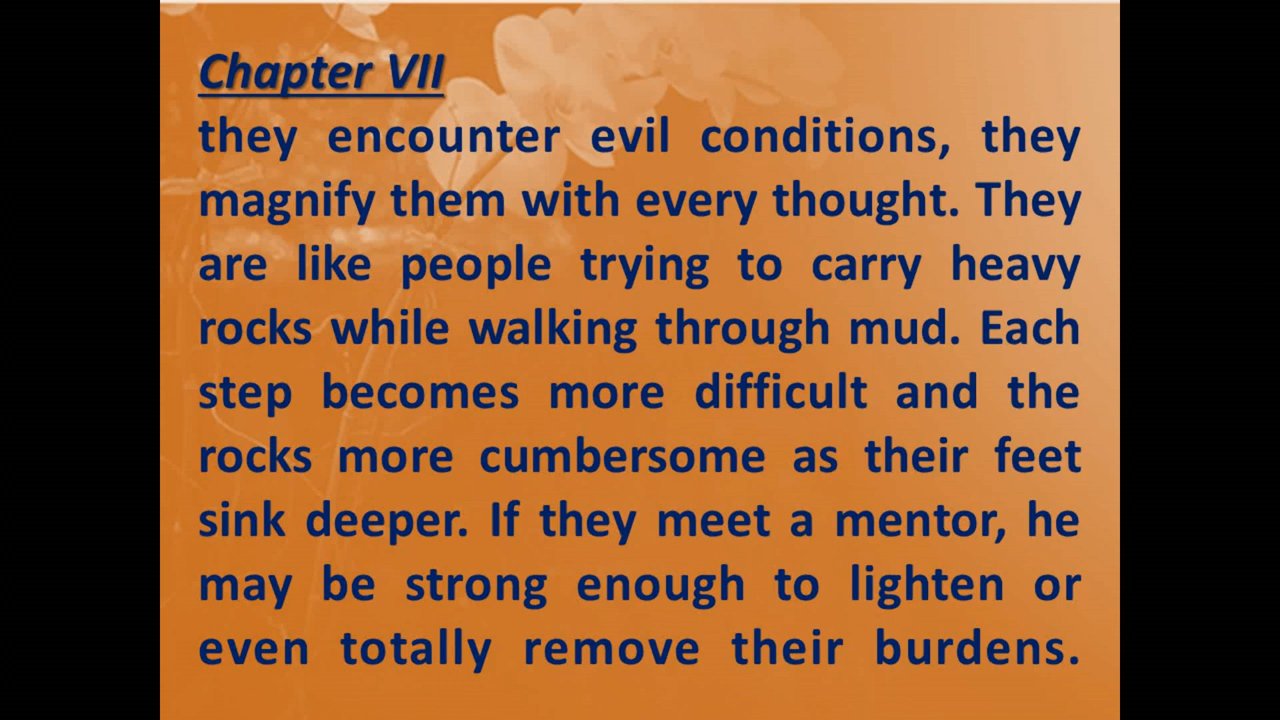 Chapter VII
they encounter evil conditions, they
magnify them with every thought. They
are like people trying to carry heavy
rocks while walking through mud. Each
step becomes more difficult and the
rocks more cumbersome as their feet
sink deeper. If they meet a mentor, he
may be strong enough to lighten or
even totally remove their burdens.